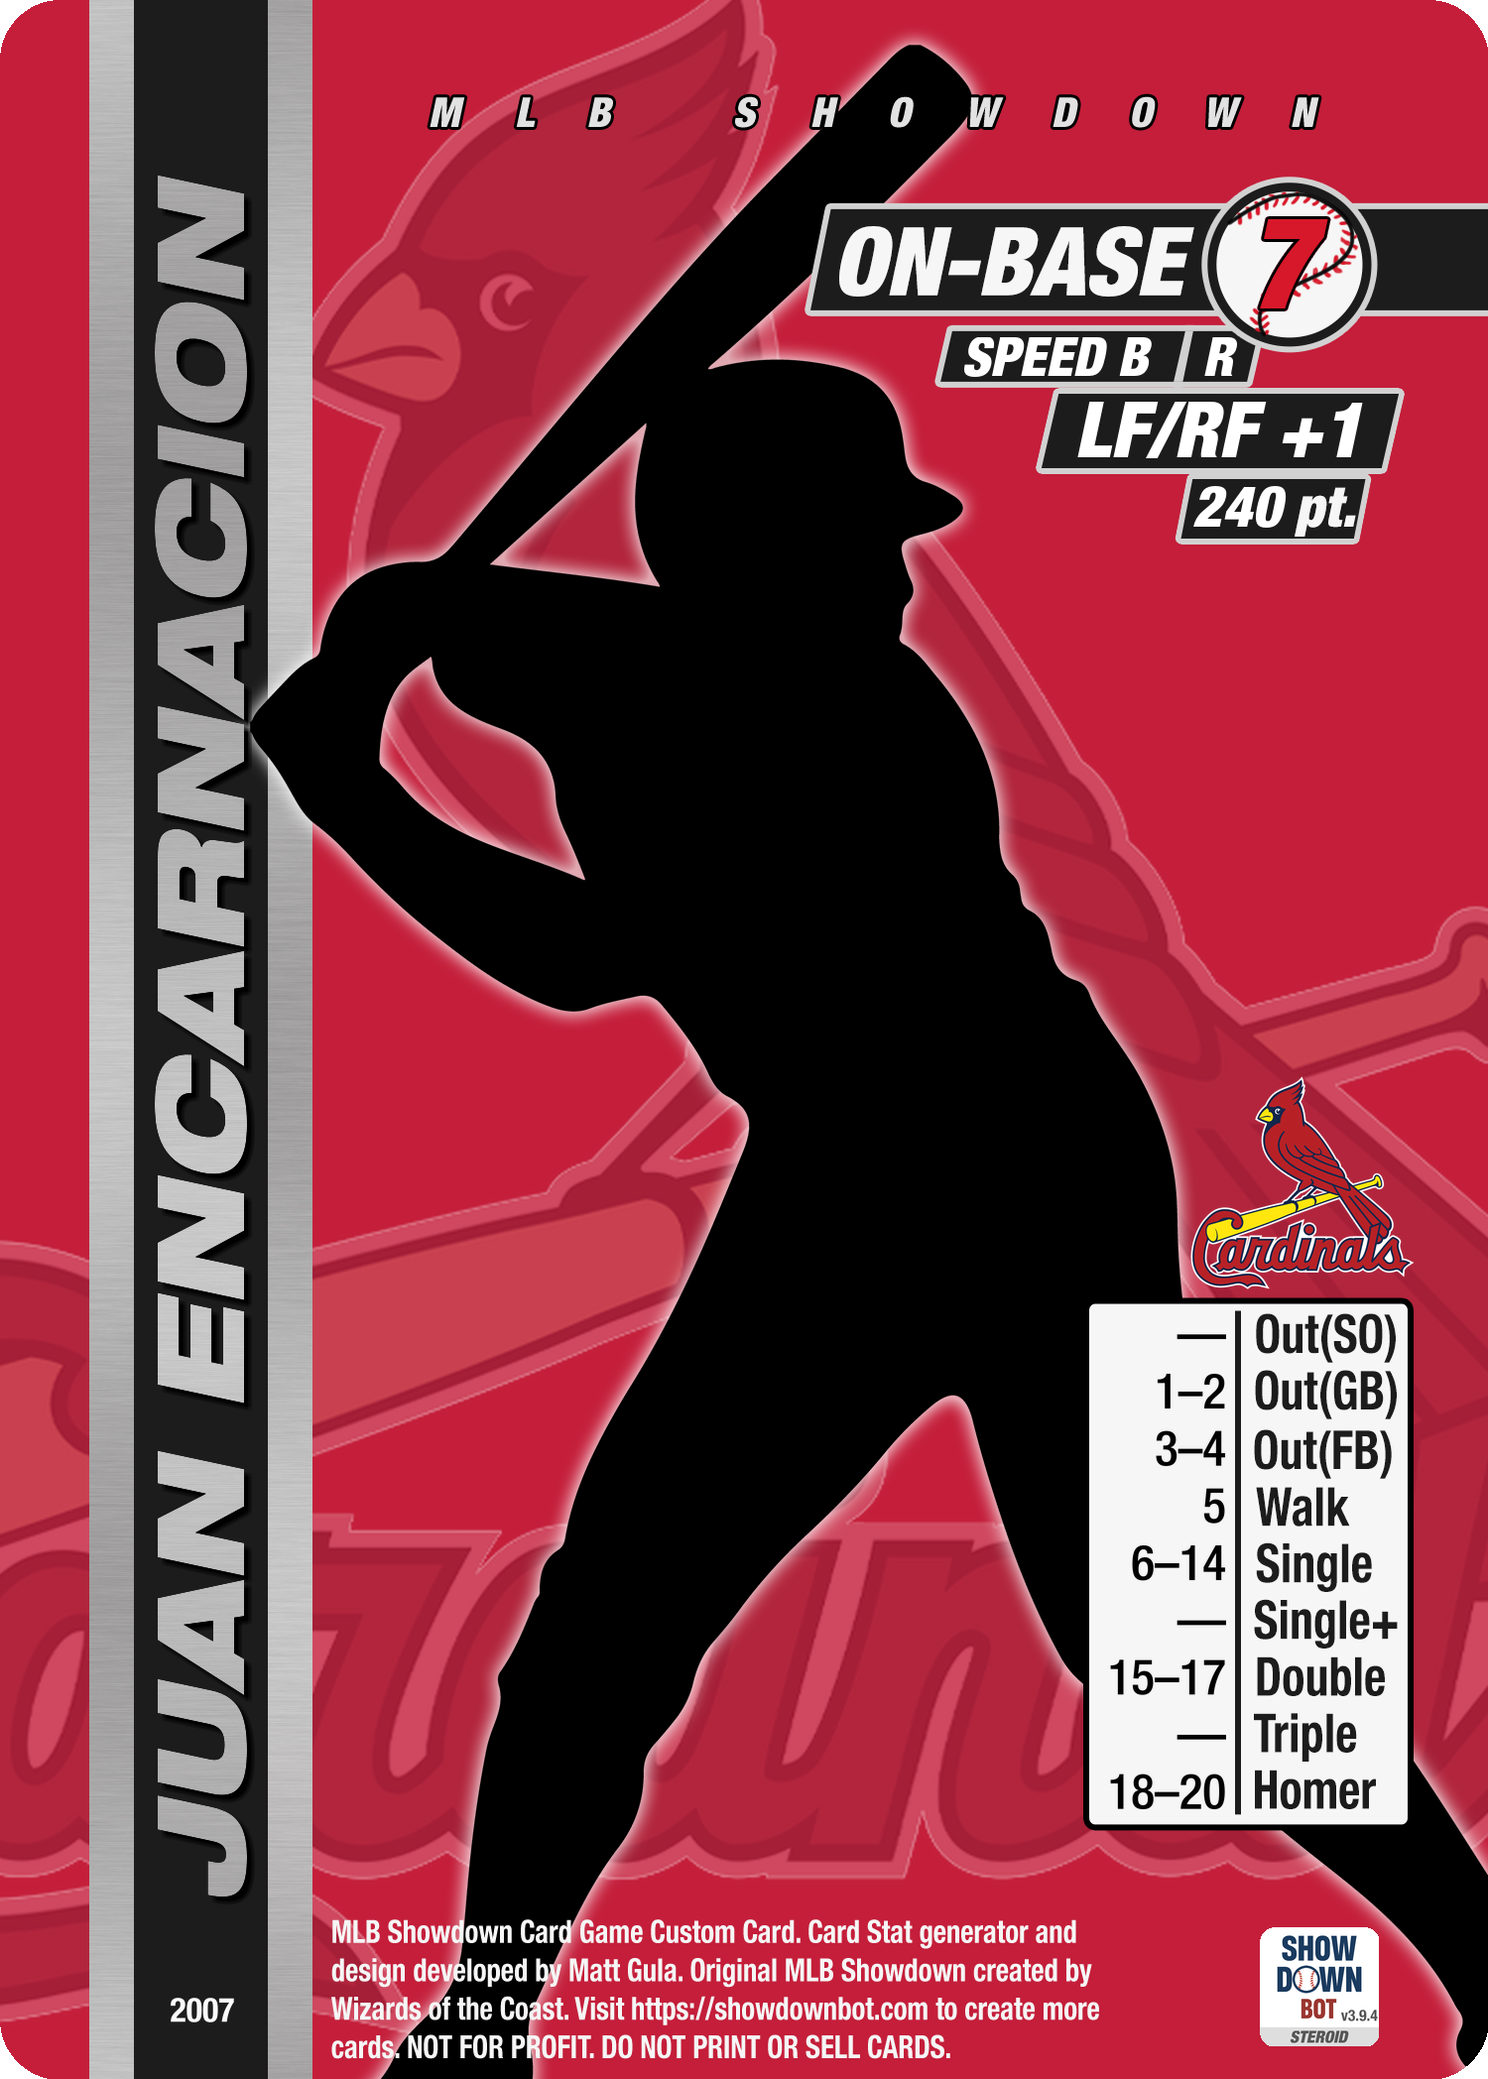 MLB SHOWDOWN
JUAN ENCARNACION
2007
ON-BASE 7
SPEED B R
LF/RF +1
240 pt.
Cardinals
— Out(SO)
1–2 Out(GB)
3–4 Out(FB)
5 Walk
6–14 Single
— Single+
15–17 Double
— Triple
18–20 Homer
MLB Showdown Card Game Custom Card. Card Stat generator and
design developed by Matt Gula. Original MLB Showdown created by
Wizards of the Coast. Visit https://showdownbot.com to create more
cards. NOT FOR PROFIT. DO NOT PRINT OR SELL CARDS.
SHOW
DOWN
BOT v3.9.4
STEROID